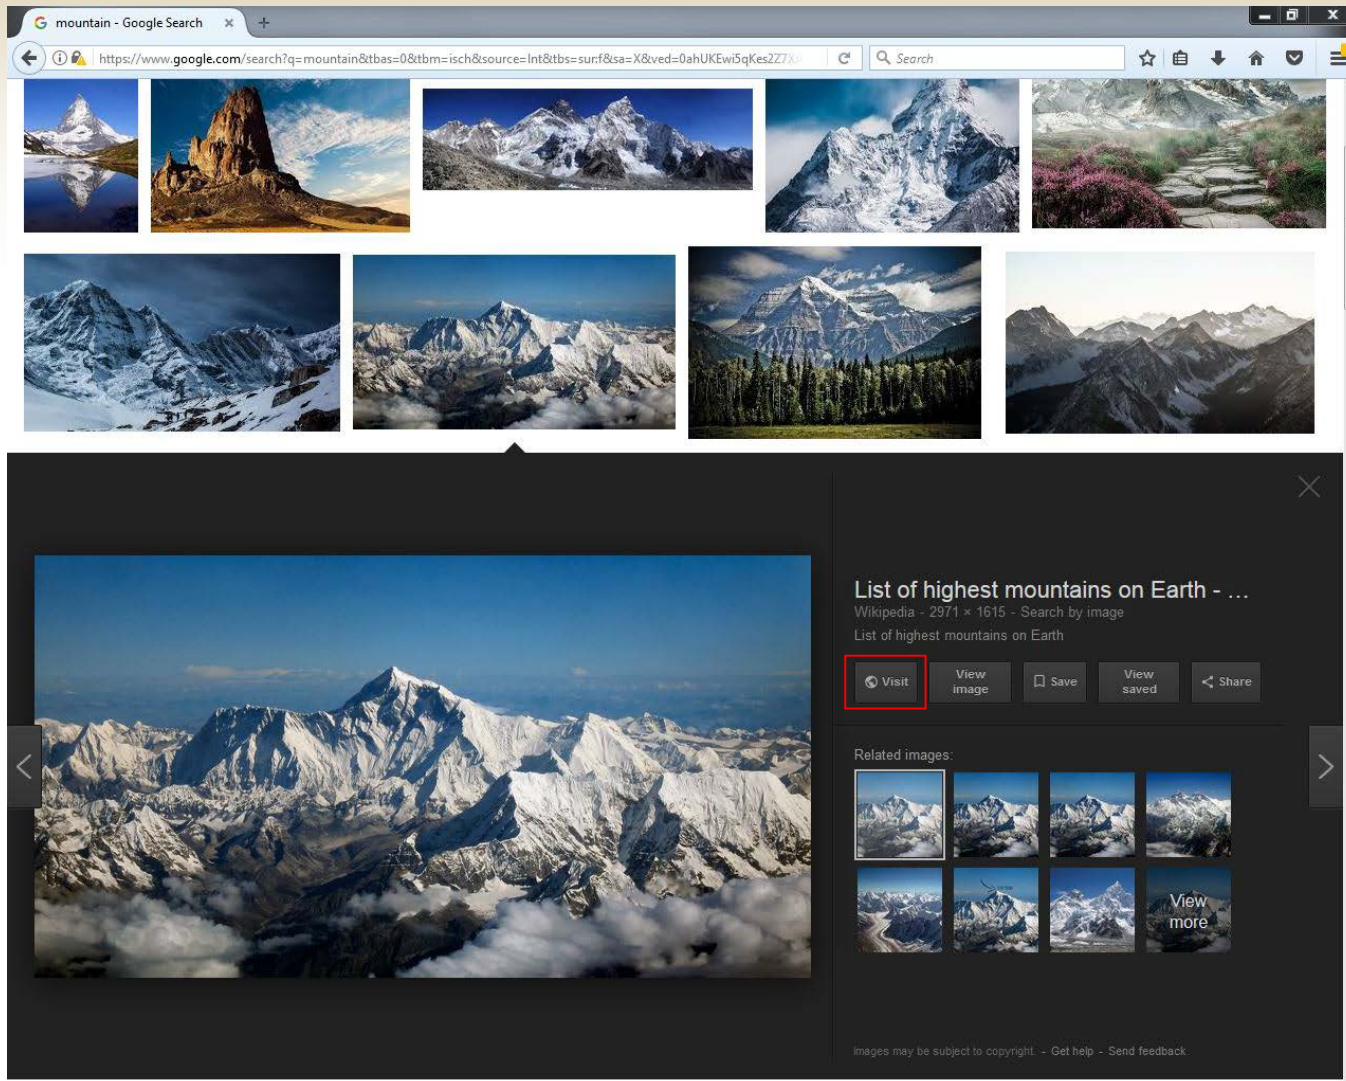 mountain - Google Search
https://www.google.com/search?q=mountain&tbas=0&tbm=isch&source=lnt&tbs=sur:f&sa=X&ved=0ahUKEwi5qKes2Z7X
Search
List of highest mountains on Earth - ...
Wikipedia - 2971 × 1615 - Search by image
List of highest mountains on Earth
Visit
View image
Save
View saved
Share
Related images:
View more
Images may be subject to copyright. - Get help - Send feedback